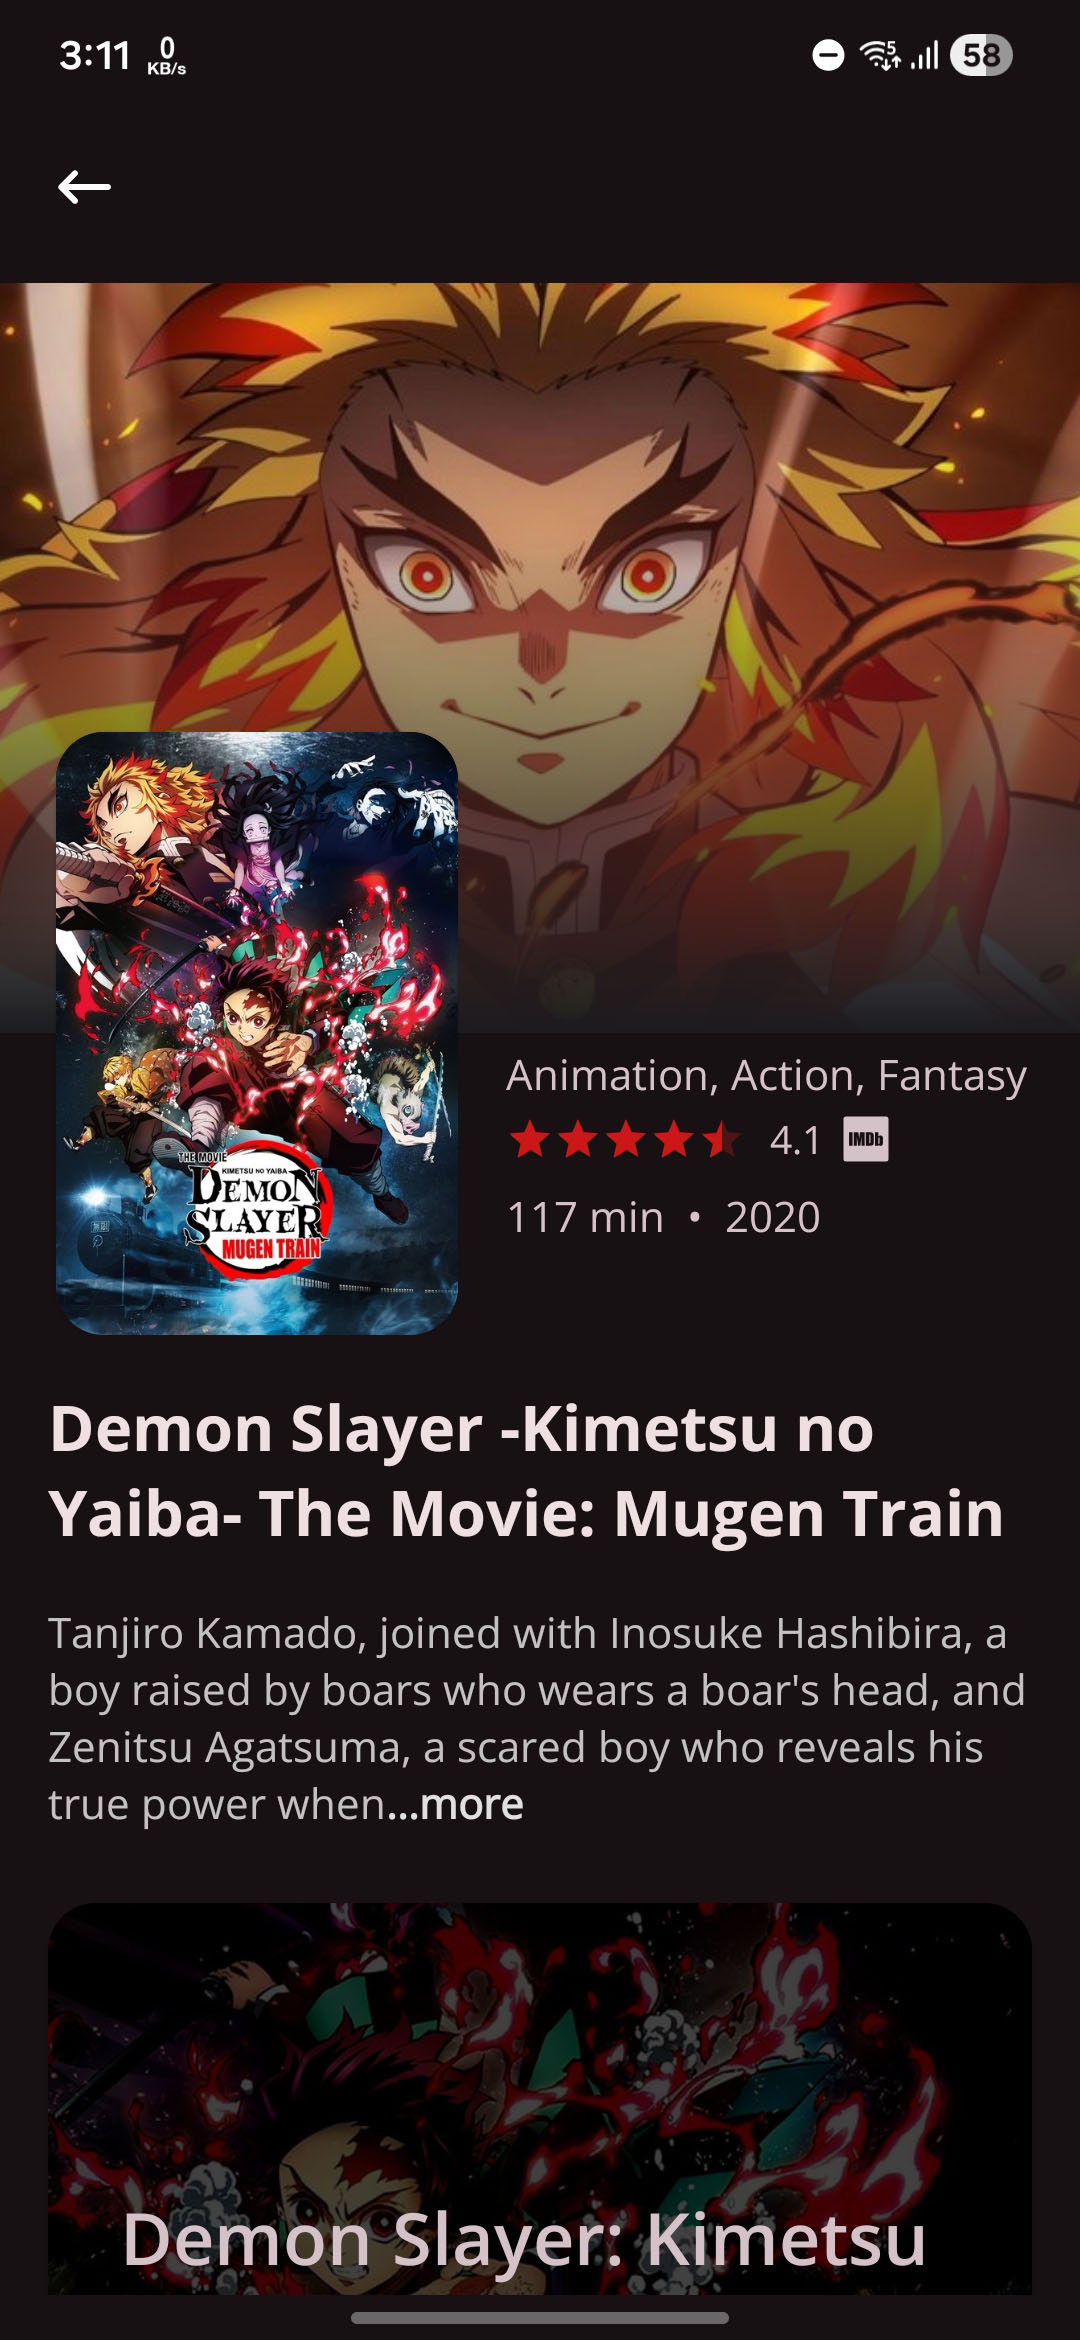 3:11
0
KB/s
5
58
THE MOVIE
KIMETSU NO YAIBA
DEMON
SLAYER
MUGEN TRAIN
Animation, Action, Fantasy
4.1 IMDb
117 min • 2020
Demon Slayer -Kimetsu no
Yaiba- The Movie: Mugen Train
Tanjiro Kamado, joined with Inosuke Hashibira, a
boy raised by boars who wears a boar's head, and
Zenitsu Agatsuma, a scared boy who reveals his
true power when...more
Demon Slayer: Kimetsu